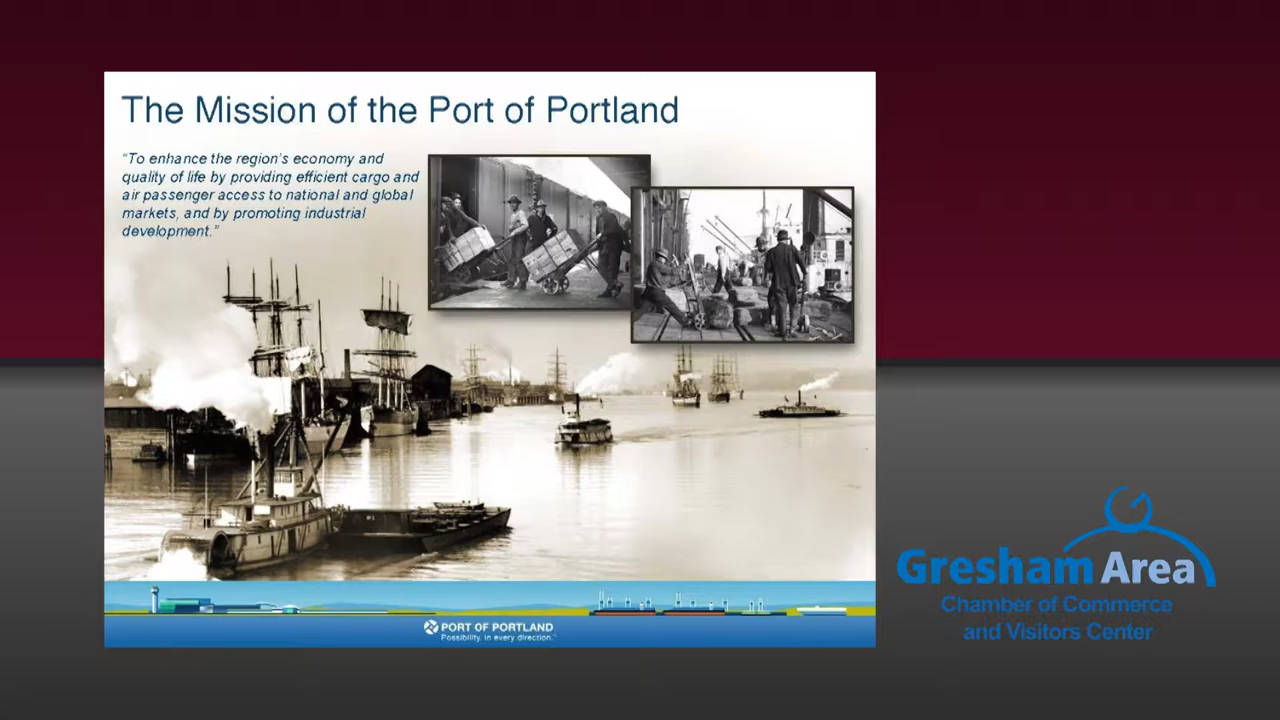 The Mission of the Port of Portland
"To enhance the region's economy and
quality of life by providing efficient cargo and
air passenger access to national and global
markets, and by promoting industrial
development."
PORT OF PORTLAND
Possibility. In every direction.™
Gresham Area
Chamber of Commerce
and Visitors Center